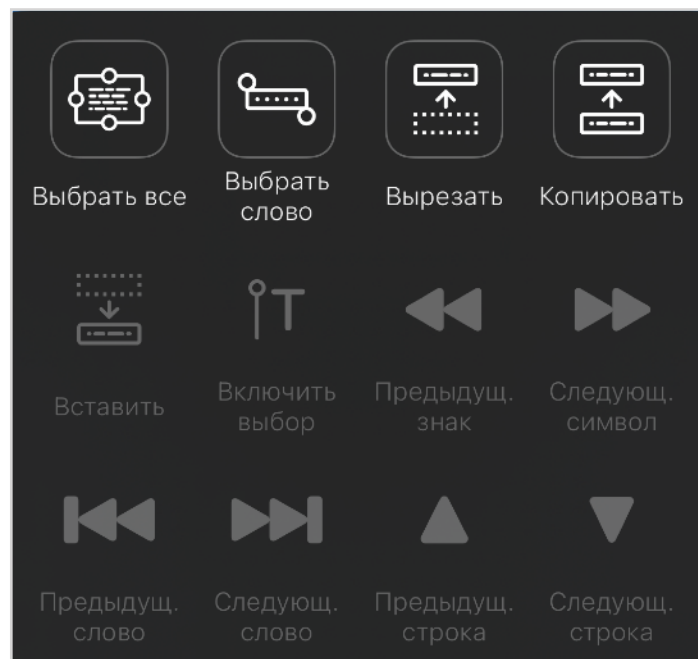 Выбрать все
Выбрать
слово
Вырезать
Копировать
Вставить
Включить
выбор
Предыдущ.
знак
Следующ.
символ
Предыдущ.
слово
Следующ.
слово
Предыдущ.
строка
Следующ.
строка